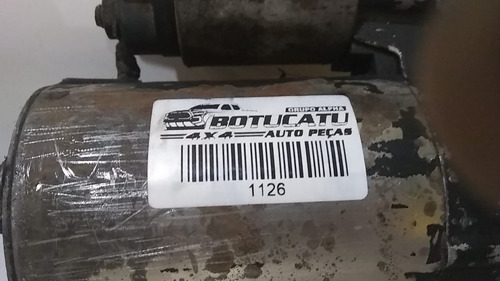 GRUPO ALPHA
BOTUCATU
4X4 AUTO PEÇAS
1126